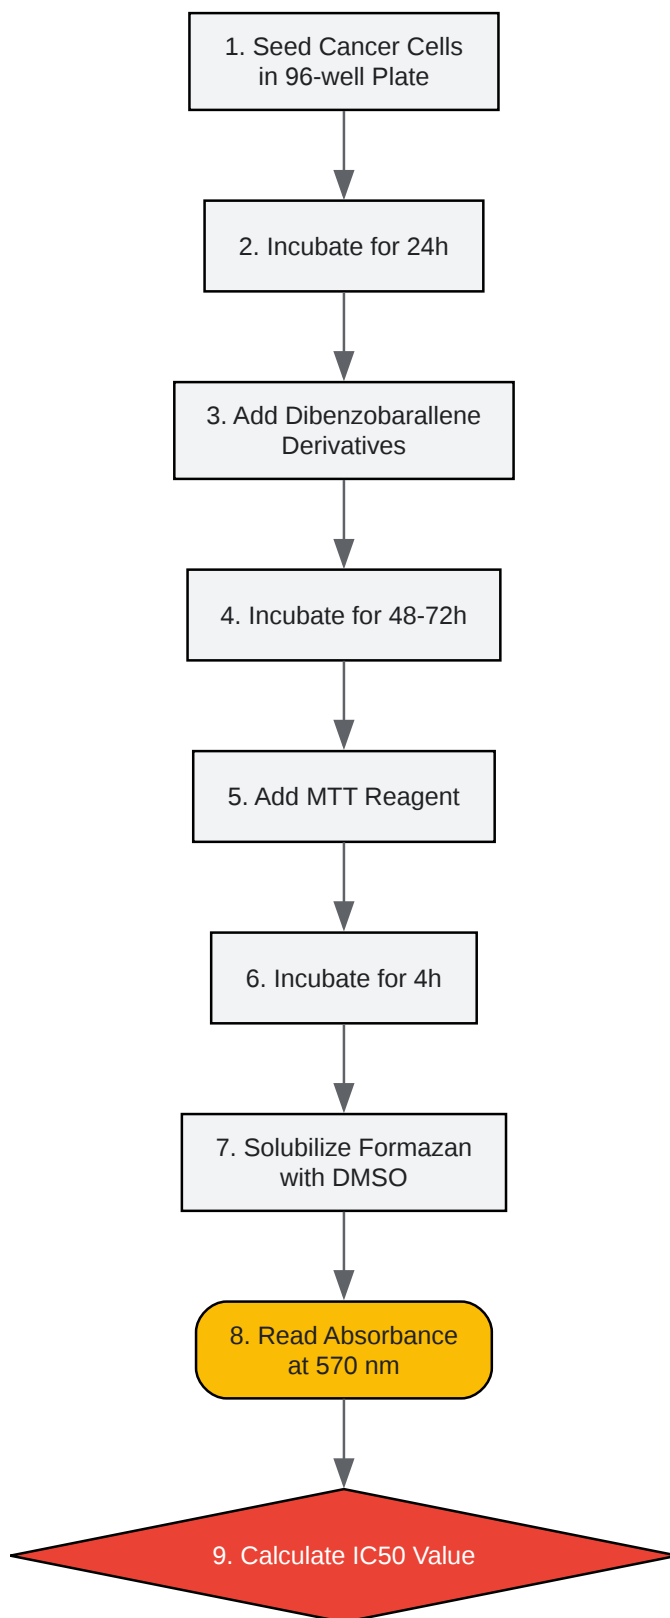 1. Seed Cancer Cells
in 96-well Plate
2. Incubate for 24h
3. Add Dibenzobarallene
Derivatives
4. Incubate for 48-72h
5. Add MTT Reagent
6. Incubate for 4h
7. Solubilize Formazan
with DMSO
8. Read Absorbance
at 570 nm
9. Calculate IC50 Value